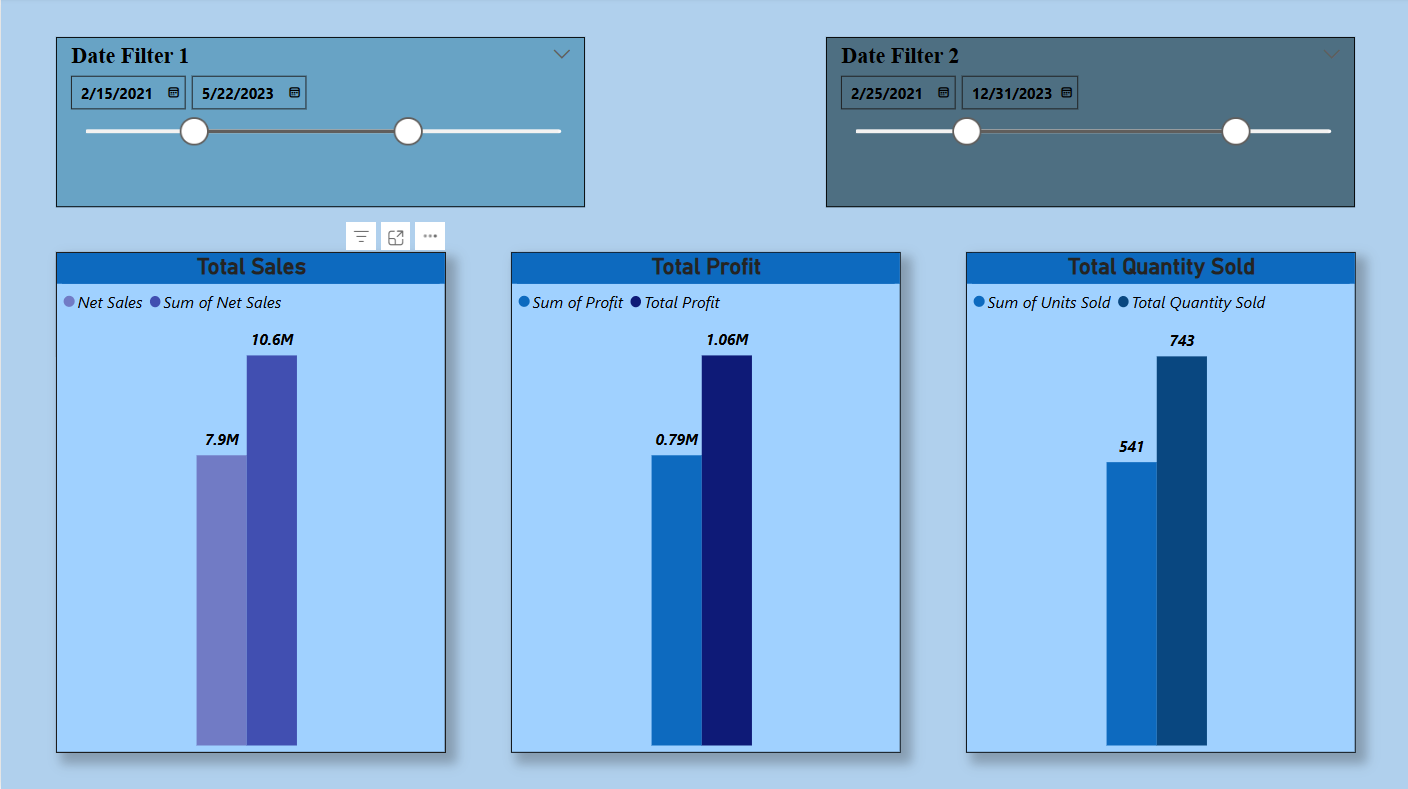 Date Filter 1
2/15/2021 5/22/2023
Date Filter 2
2/25/2021 12/31/2023
Total Sales
Net Sales Sum of Net Sales
10.6M
7.9M
Total Profit
Sum of Profit Total Profit
1.06M
0.79M
Total Quantity Sold
Sum of Units Sold Total Quantity Sold
743
541